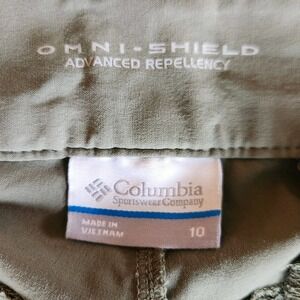 OMNI-SHIELD
ADVANCED REPELLENCY
Columbia
Sportswear Company
MADE IN
VIETNAM
10